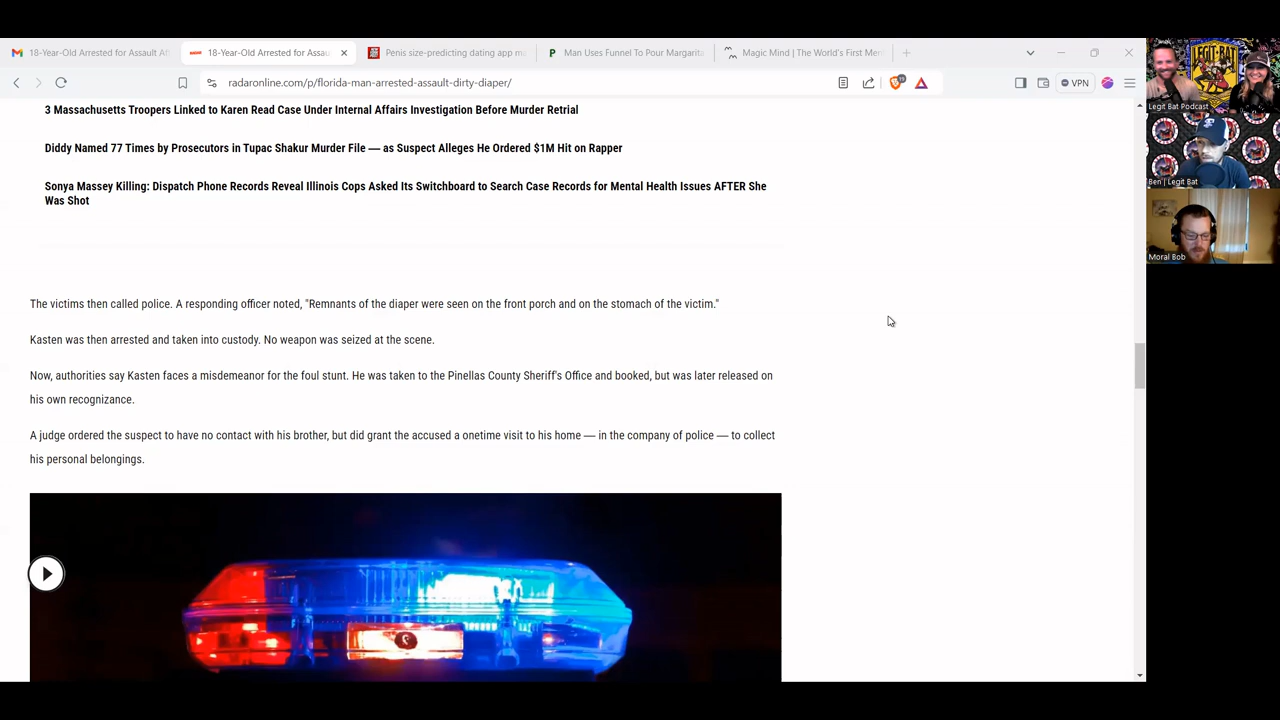 18-Year-Old Arrested for Assault Af
18-Year-Old Arrested for Assau
Penis size-predicting dating app ma
Man Uses Funnel To Pour Margarita
Magic Mind | The World's First Men
radaronline.com/p/florida-man-arrested-assault-dirty-diaper/
VPN
3 Massachusetts Troopers Linked to Karen Read Case Under Internal Affairs Investigation Before Murder Retrial
Diddy Named 77 Times by Prosecutors in Tupac Shakur Murder File — as Suspect Alleges He Ordered $1M Hit on Rapper
Sonya Massey Killing: Dispatch Phone Records Reveal Illinois Cops Asked Its Switchboard to Search Case Records for Mental Health Issues AFTER She
Was Shot
The victims then called police. A responding officer noted, "Remnants of the diaper were seen on the front porch and on the stomach of the victim."
Kasten was then arrested and taken into custody. No weapon was seized at the scene.
Now, authorities say Kasten faces a misdemeanor for the foul stunt. He was taken to the Pinellas County Sheriff's Office and booked, but was later released on
his own recognizance.
A judge ordered the suspect to have no contact with his brother, but did grant the accused a onetime visit to his home — in the company of police — to collect
his personal belongings.
LEGIT BAT
Legit Bat Podcast
Ben | Legit Bat
Moral Bob